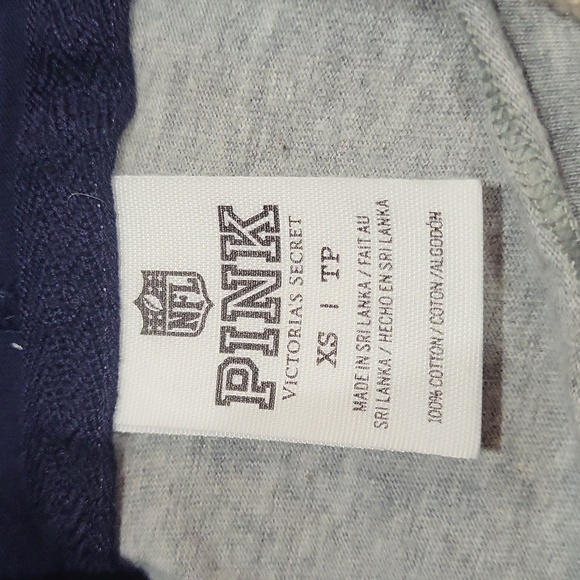 NFL
PINK
VICTORIA'S SECRET
XS | TP
MADE IN SRI LANKA / FAIT AU
SRI LANKA / HECHO EN SRI LANKA
100% COTTON / COTON / ALGODÓN